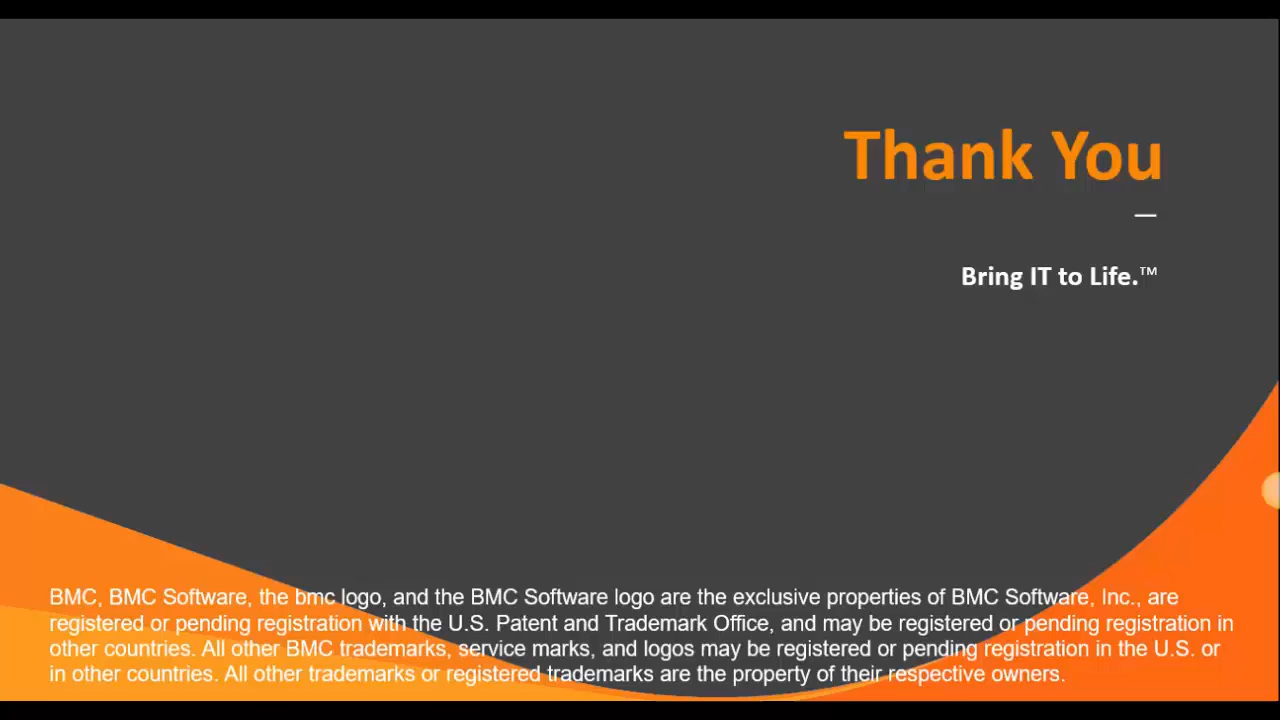 Thank You
—
Bring IT to Life.™
BMC, BMC Software, the bmc logo, and the BMC Software logo are the exclusive properties of BMC Software, Inc., are
registered or pending registration with the U.S. Patent and Trademark Office, and may be registered or pending registration in
other countries. All other BMC trademarks, service marks, and logos may be registered or pending registration in the U.S. or
in other countries. All other trademarks or registered trademarks are the property of their respective owners.